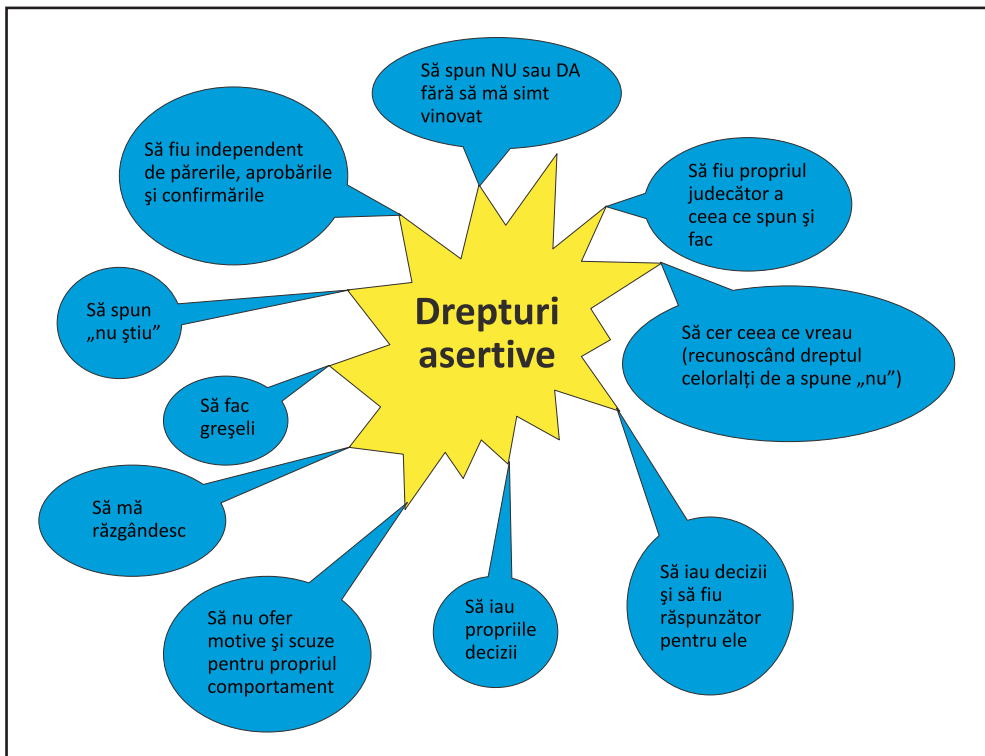 Să spun NU sau DA
fără să mă simt
vinovat
Să fiu independent
de părerile, aprobările
şi confirmările
Să fiu propriul
judecător a
ceea ce spun şi
fac
Drepturi
asertive
Să spun
„nu ştiu”
Să cer ceea ce vreau
(recunoscând dreptul
celorlalți de a spune „nu”)
Să fac
greşeli
Să mă
răzgândesc
Să nu ofer
motive şi scuze
pentru propriul
comportament
Să iau
propriile
decizii
Să iau decizii
şi să fiu
răspunzător
pentru ele